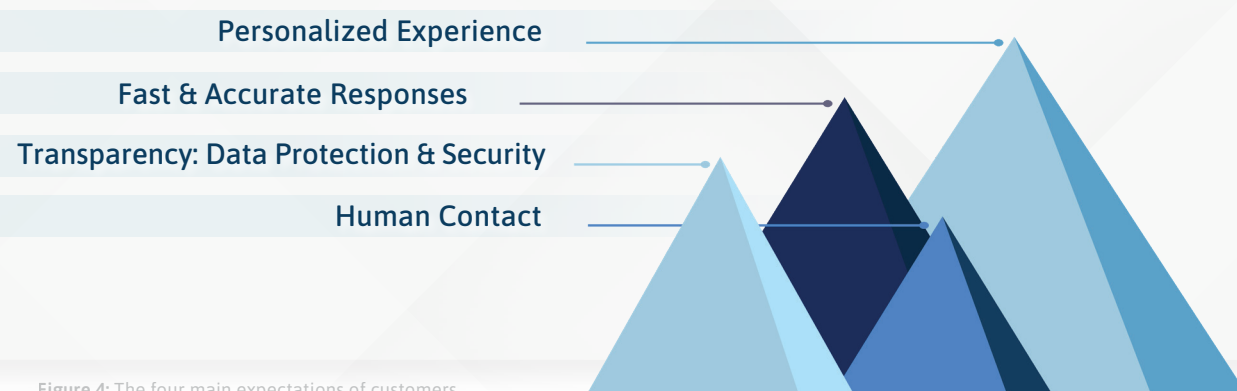 Personalized Experience
Fast & Accurate Responses
Transparency: Data Protection & Security
Human Contact
Figure 4: The four main expectations of customers